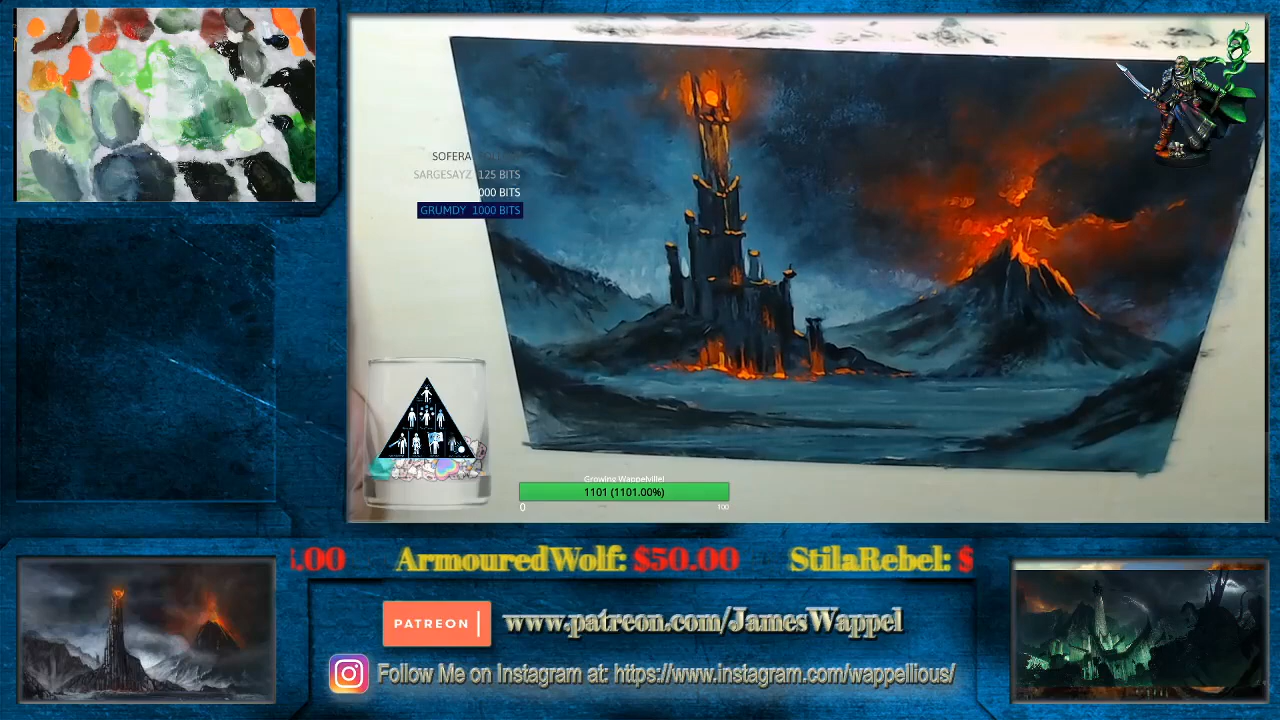 SOFERA
SARGESAYZ 125 BITS
000 BITS
GRUMDY 1000 BITS
Growing Wappelville!
1101 (1101.00%)
0
100
.00 ArmouredWolf: $50.00 StilaRebel: $
PATREON www.patreon.com/JamesWappel
Follow Me on Instagram at: https://www.instagram.com/wappellious/